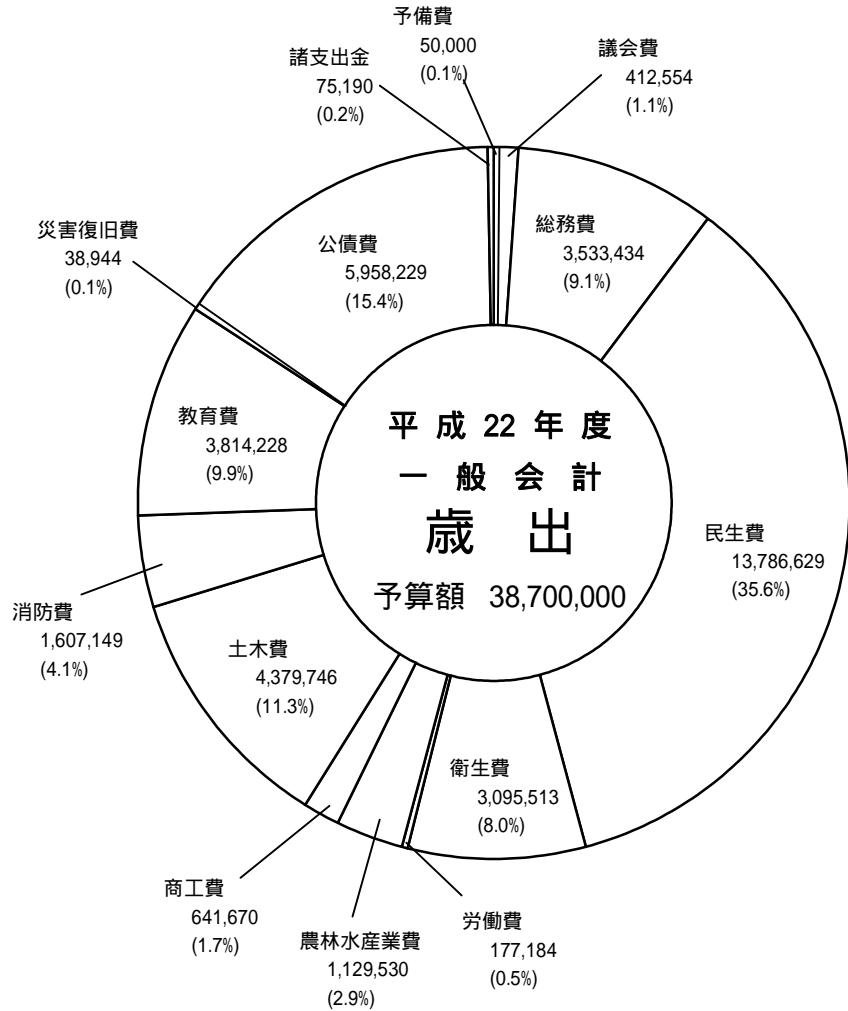 予備費
50,000
(0.1%)
議会費
412,554
(1.1%)
総務費
3,533,434
(9.1%)
民生費
13,786,629
(35.6%)
衛生費
3,095,513
(8.0%)
労働費
177,184
(0.5%)
農林水産業費
1,129,530
(2.9%)
商工費
641,670
(1.7%)
土木費
4,379,746
(11.3%)
消防費
1,607,149
(4.1%)
教育費
3,814,228
(9.9%)
災害復旧費
38,944
(0.1%)
公債費
5,958,229
(15.4%)
諸支出金
75,190
(0.2%)
平成22年度
一般会計
歳出
予算額 38,700,000